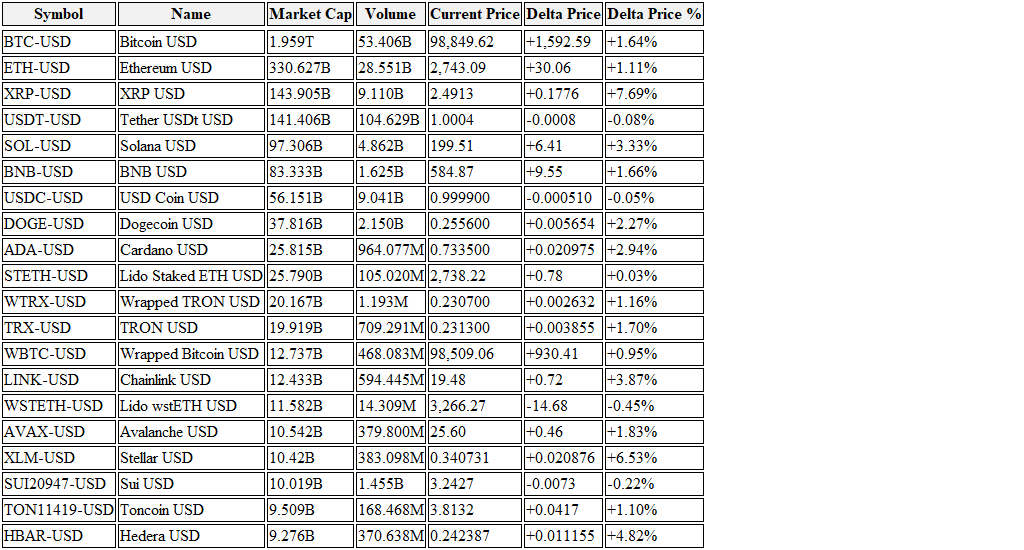 Symbol Name Market Cap Volume Current Price Delta Price Delta Price %
BTC-USD Bitcoin USD 1.959T 53.406B 98,849.62 +1,592.59 +1.64%
ETH-USD Ethereum USD 330.627B 28.551B 2,743.09 +30.06 +1.11%
XRP-USD XRP USD 143.905B 9.110B 2.4913 +0.1776 +7.69%
USDT-USD Tether USDt USD 141.406B 104.629B 1.0004 -0.0008 -0.08%
SOL-USD Solana USD 97.306B 4.862B 199.51 +6.41 +3.33%
BNB-USD BNB USD 83.333B 1.625B 584.87 +9.55 +1.66%
USDC-USD USD Coin USD 56.151B 9.041B 0.999900 -0.000510 -0.05%
DOGE-USD Dogecoin USD 37.816B 2.150B 0.255600 +0.005654 +2.27%
ADA-USD Cardano USD 25.815B 964.077M 0.733500 +0.020975 +2.94%
STETH-USD Lido Staked ETH USD 25.790B 105.020M 2,738.22 +0.78 +0.03%
WTRX-USD Wrapped TRON USD 20.167B 1.193M 0.230700 +0.002632 +1.16%
TRX-USD TRON USD 19.919B 709.291M 0.231300 +0.003855 +1.70%
WBTC-USD Wrapped Bitcoin USD 12.737B 468.083M 98,509.06 +930.41 +0.95%
LINK-USD Chainlink USD 12.433B 594.445M 19.48 +0.72 +3.87%
WSTETH-USD Lido wstETH USD 11.582B 14.309M 3,266.27 -14.68 -0.45%
AVAX-USD Avalanche USD 10.542B 379.800M 25.60 +0.46 +1.83%
XLM-USD Stellar USD 10.42B 383.098M 0.340731 +0.020876 +6.53%
SUI20947-USD Sui USD 10.019B 1.455B 3.2427 -0.0073 -0.22%
TON11419-USD Toncoin USD 9.509B 168.468M 3.8132 +0.0417 +1.10%
HBAR-USD Hedera USD 9.276B 370.638M 0.242387 +0.011155 +4.82%